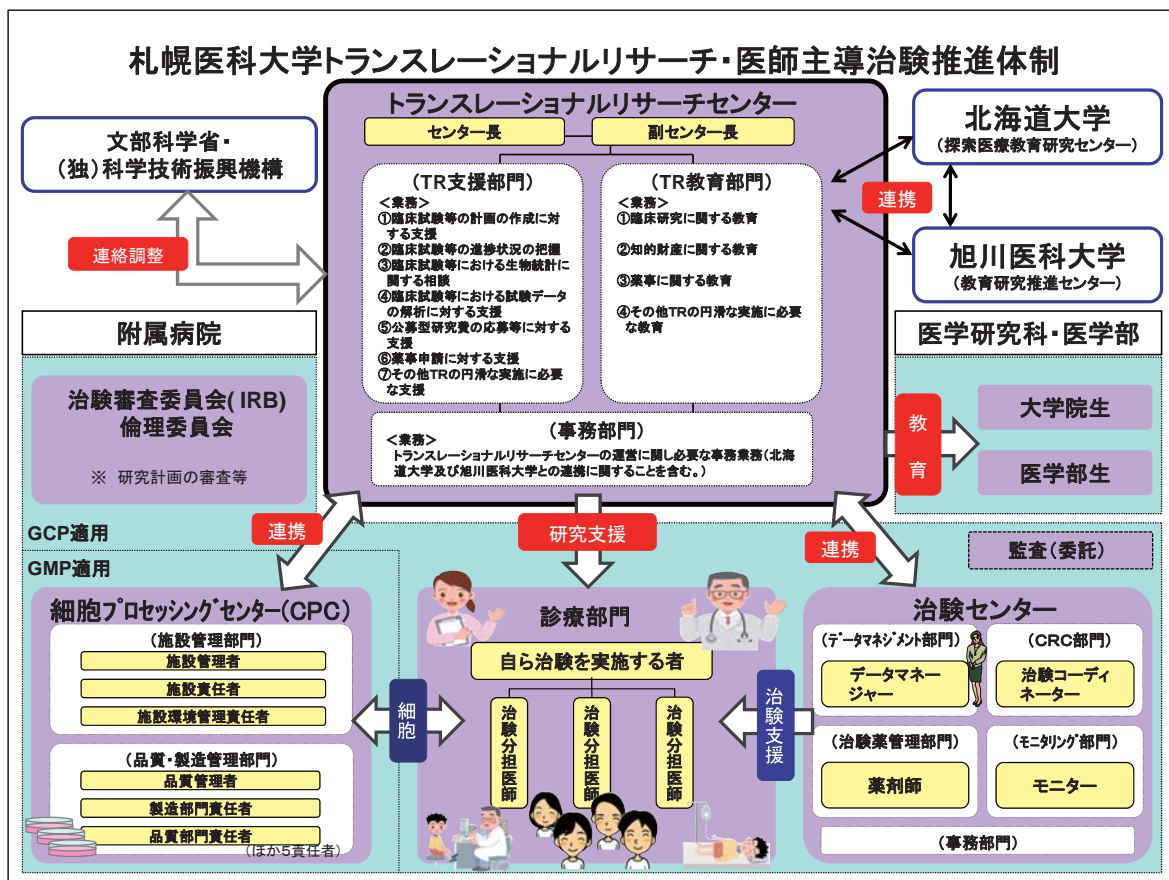 札幌医科大学トランスレーショナルリサーチ・医師主導治験推進体制
文部科学省・
(独)科学技術振興機構
連絡調整
トランスレーショナルリサーチセンター
センター長
副センター長
(TR支援部門)
<業務>
①臨床試験等の計画の作成に対
する支援
②臨床試験等の進捗状況の把握
③臨床試験等における生物統計に
関する相談
④臨床試験等における試験データ
の解析に対する支援
⑤公募型研究費の応募等に対する
支援
⑥薬事申請に対する支援
⑦その他TRの円滑な実施に必要
な支援
(TR教育部門)
<業務>
①臨床研究に関する教育
②知的財産に関する教育
③薬事に関する教育
④その他TRの円滑な実施に必要
な教育
(事務部門)
<業務>
トランスレーショナルリサーチセンターの運営に関し必要な事務業務(北海
道大学及び旭川医科大学との連携に関することを含む。)
北海道大学
(探索医療教育研究センター)
連携
旭川医科大学
(教育研究推進センター)
附属病院
治験審査委員会( IRB)
倫理委員会
※ 研究計画の審査等
GCP適用
GMP適用
医学研究科・医学部
教
育
大学院生
医学部生
連携
研究支援
連携
監査(委託)
細胞プロセッシングセンター(CPC)
(施設管理部門)
施設管理者
施設責任者
施設環境管理責任者
(品質・製造管理部門)
品質管理者
製造部門責任者
品質部門責任者
(ほか5責任者)
細胞
診療部門
自ら治験を実施する者
治験分担医師
治験分担医師
治験分担医師
治験支援
治験センター
(データマネジメント部門)
データマネー
ジャー
(CRC部門)
治験コーディ
ネーター
(治験薬管理部門)
薬剤師
(モニタリング部門)
モニター
(事務部門)